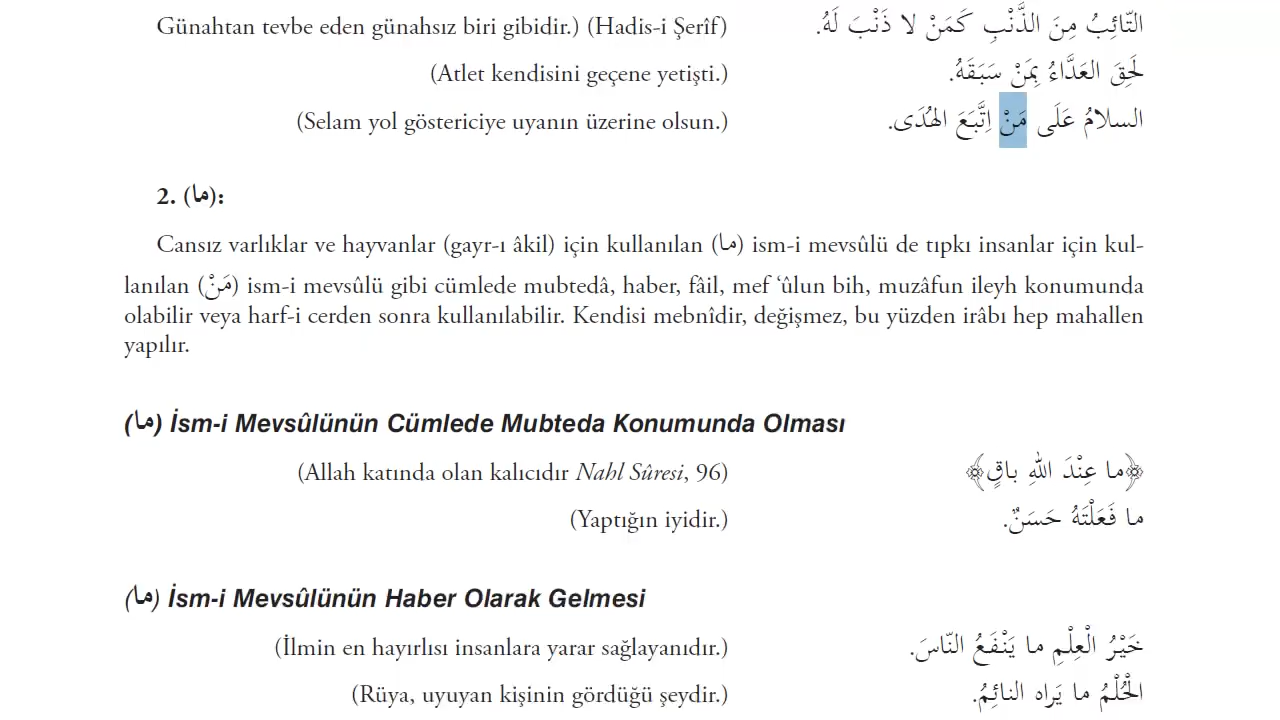 Günahtan tevbe eden günahsız biri gibidir.) (Hadis-i Şerîf) التّائِبُ مِنَ الذَّنْبِ كَمَنْ لا ذَنْبَ لَهُ.
(Atlet kendisini geçene yetişti.) لَحِقَ العَدَّاءُ بِمَنْ سَبَقَهُ.
(Selam yol göstericiye uyanın üzerine olsun.) السلامُ عَلَى مَنْ اِتَّبَعَ الهُدَى.
2. (ما):
Cansız varlıklar ve hayvanlar (gayr-ı âkil) için kullanılan (ما) ism-i mevsûlü de tıpkı insanlar için kul-
lanılan (مَنْ) ism-i mevsûlü gibi cümlede mubtedâ, haber, fâil, mef ‘ûlun bih, muzâfun ileyh konumunda
olabilir veya harf-i cerden sonra kullanılabilir. Kendisi mebnîdir, değişmez, bu yüzden irâbı hep mahallen
yapılır.
(ما) İsm-i Mevsûlünün Cümlede Mubteda Konumunda Olması
(Allah katında olan kalıcıdır Nahl Sûresi, 96) ﴿ما عِنْدَ اللهِ باقٍ﴾
(Yaptığın iyidir.) ما فَعَلْتَهُ حَسَنٌ.
(ما) İsm-i Mevsûlünün Haber Olarak Gelmesi
(İlmin en hayırlısı insanlara yarar sağlayanıdır.) خَيْرُ الْعِلْمِ ما يَنْفَعُ النّاسَ.
(Rüya, uyuyan kişinin gördüğü şeydir.) الْحُلْمُ ما يَراه النائِمُ.